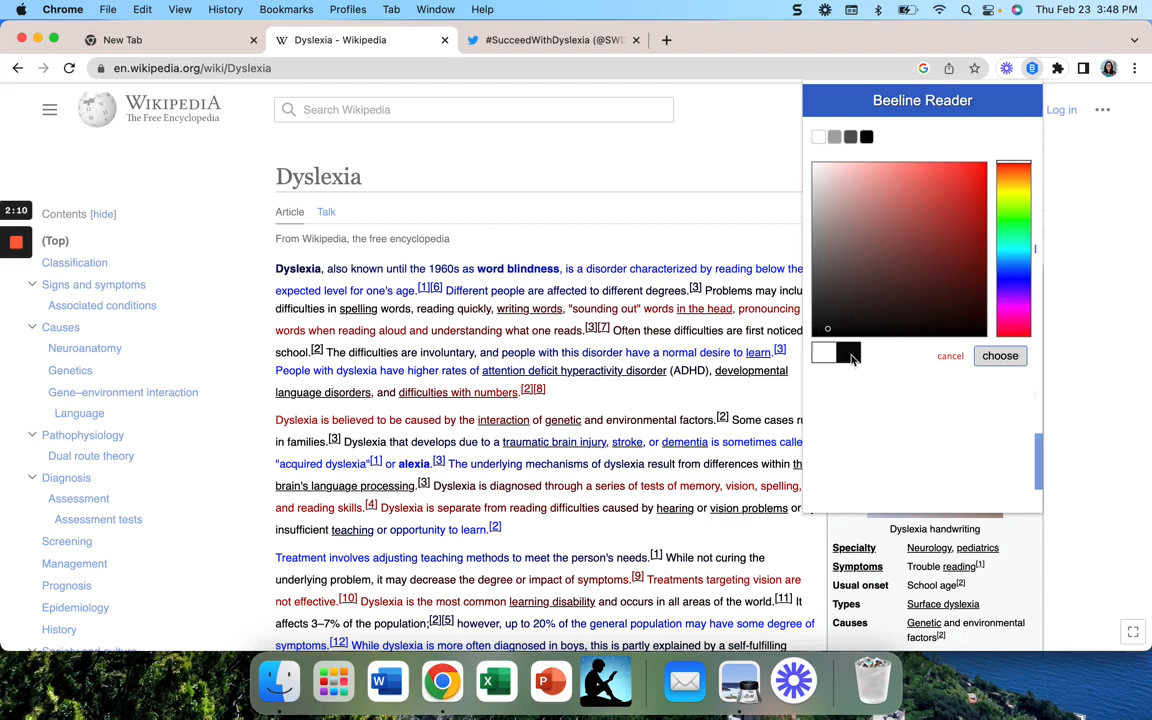 Chrome File Edit View History Bookmarks Profiles Tab Window Help Thu Feb 23 3:48 PM
New Tab Dyslexia - Wikipedia #SucceedWithDyslexia (@SWD
en.wikipedia.org/wiki/Dyslexia
Beeline Reader
WIKIPEDIA
The Free Encyclopedia
Search Wikipedia
Log in
Dyslexia
2:10
Contents [hide]
(Top)
Classification
Signs and symptoms
Associated conditions
Causes
Neuroanatomy
Genetics
Gene–environment interaction
Language
Pathophysiology
Dual route theory
Diagnosis
Assessment
Assessment tests
Screening
Management
Prognosis
Epidemiology
History
Society and culture
Article Talk
From Wikipedia, the free encyclopedia
Dyslexia, also known until the 1960s as word blindness, is a disorder characterized by reading below the
expected level for one's age.[1][6] Different people are affected to different degrees.[3] Problems may inclu
difficulties in spelling words, reading quickly, writing words, "sounding out" words in the head, pronouncing
words when reading aloud and understanding what one reads.[3][7] Often these difficulties are first noticed
school.[2] The difficulties are involuntary, and people with this disorder have a normal desire to learn.[3]
People with dyslexia have higher rates of attention deficit hyperactivity disorder (ADHD), developmental
language disorders, and difficulties with numbers.[2][8]
Dyslexia is believed to be caused by the interaction of genetic and environmental factors.[2] Some cases ru
in families.[3] Dyslexia that develops due to a traumatic brain injury, stroke, or dementia is sometimes calle
"acquired dyslexia"[1] or alexia.[3] The underlying mechanisms of dyslexia result from differences within th
brain's language processing.[3] Dyslexia is diagnosed through a series of tests of memory, vision, spelling,
and reading skills.[4] Dyslexia is separate from reading difficulties caused by hearing or vision problems or
insufficient teaching or opportunity to learn.[2]
Treatment involves adjusting teaching methods to meet the person's needs.[1] While not curing the
underlying problem, it may decrease the degree or impact of symptoms.[9] Treatments targeting vision are
not effective.[10] Dyslexia is the most common learning disability and occurs in all areas of the world.[11] It
affects 3–7% of the population;[2][5] however, up to 20% of the general population may have some degree of
symptoms.[12] While dyslexia is more often diagnosed in boys, this is partly explained by a self-fulfilling
cancel choose
Dyslexia handwriting
Specialty Neurology, pediatrics
Symptoms Trouble reading[1]
Usual onset School age[2]
Types Surface dyslexia
Causes Genetic and environmental
factors[2]